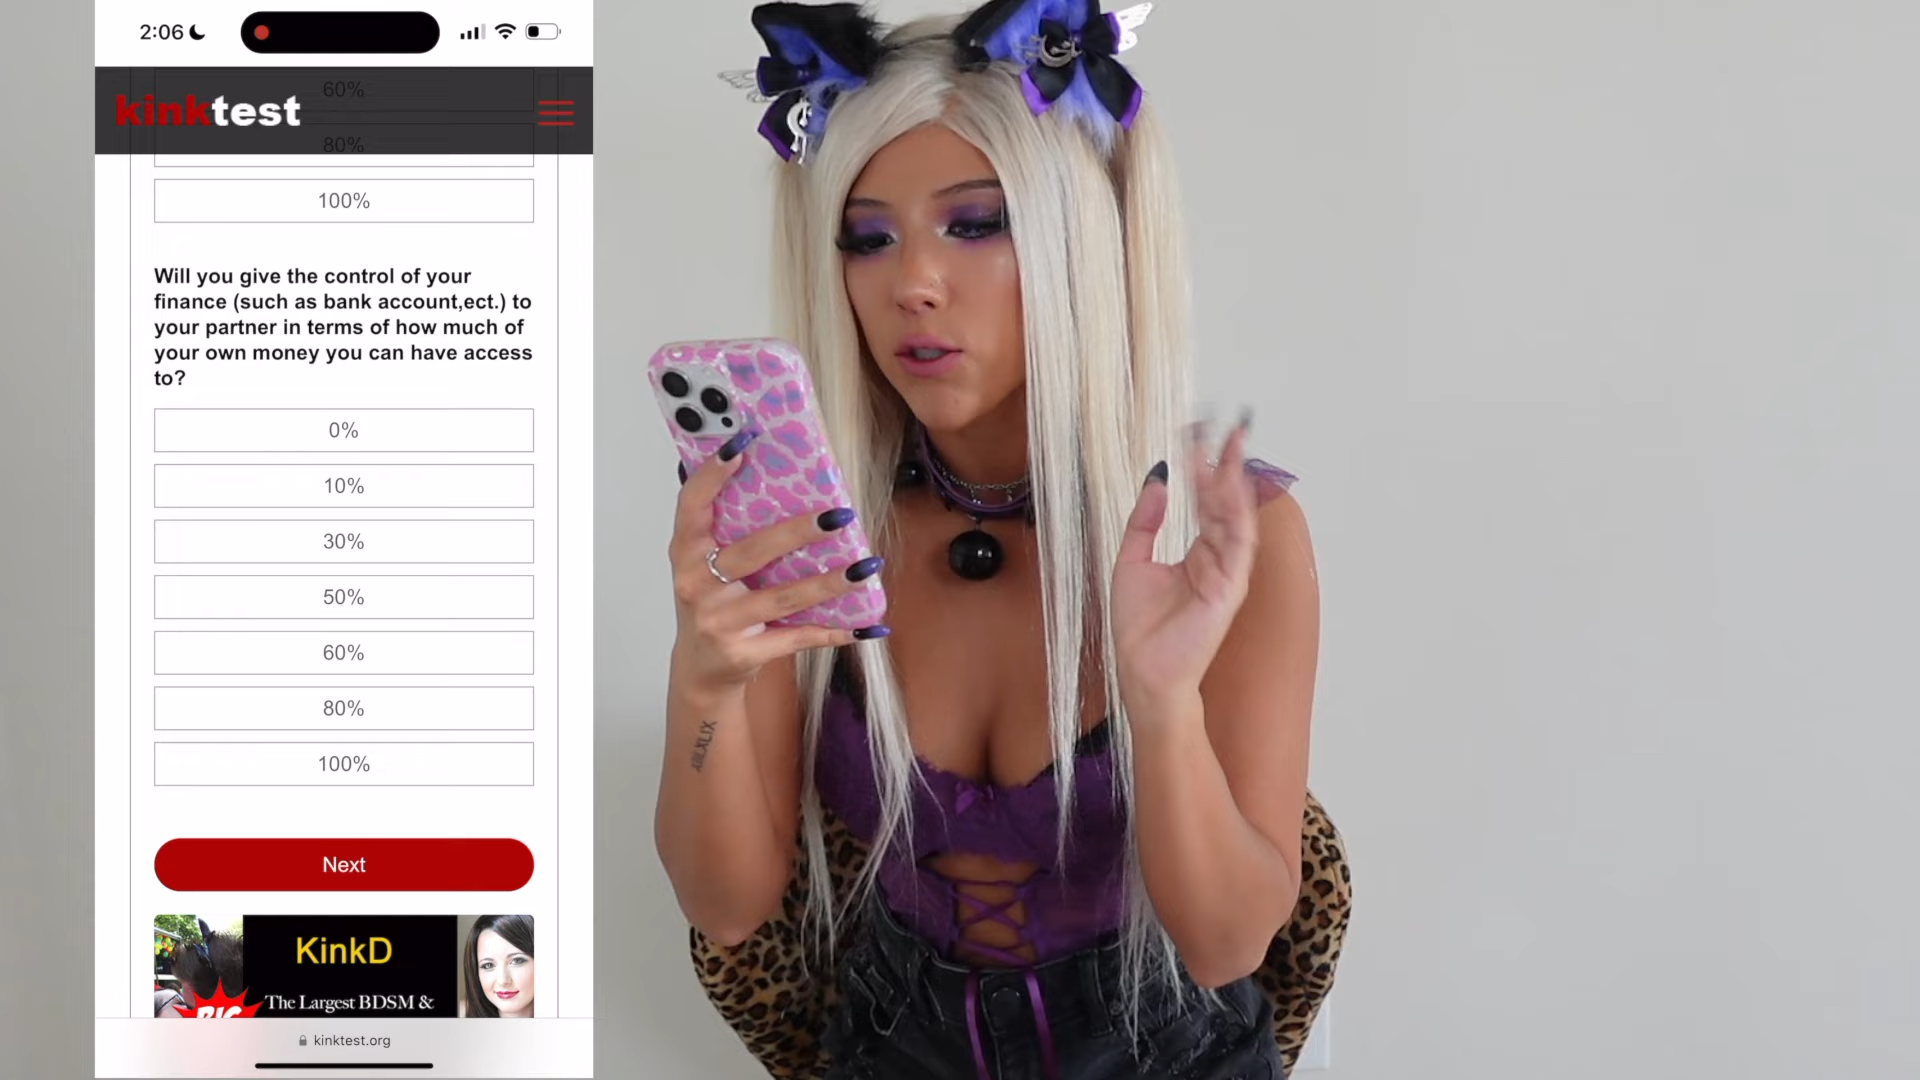 2:06
60%
kinktest
80%
100%
Will you give the control of your
finance (such as bank account,ect.) to
your partner in terms of how much of
your own money you can have access
to?
0%
10%
30%
50%
60%
80%
100%
Next
KinkD
The Largest BDSM &
BIG
kinktest.org